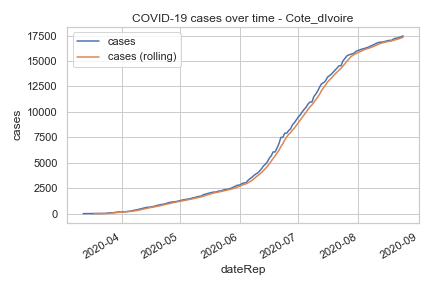 COVID-19 cases over time - Cote_dIvoire
cases
cases (rolling)
17500
15000
12500
10000
7500
5000
2500
0
cases
2020-04
2020-05
2020-06
2020-07
2020-08
2020-09
dateRep